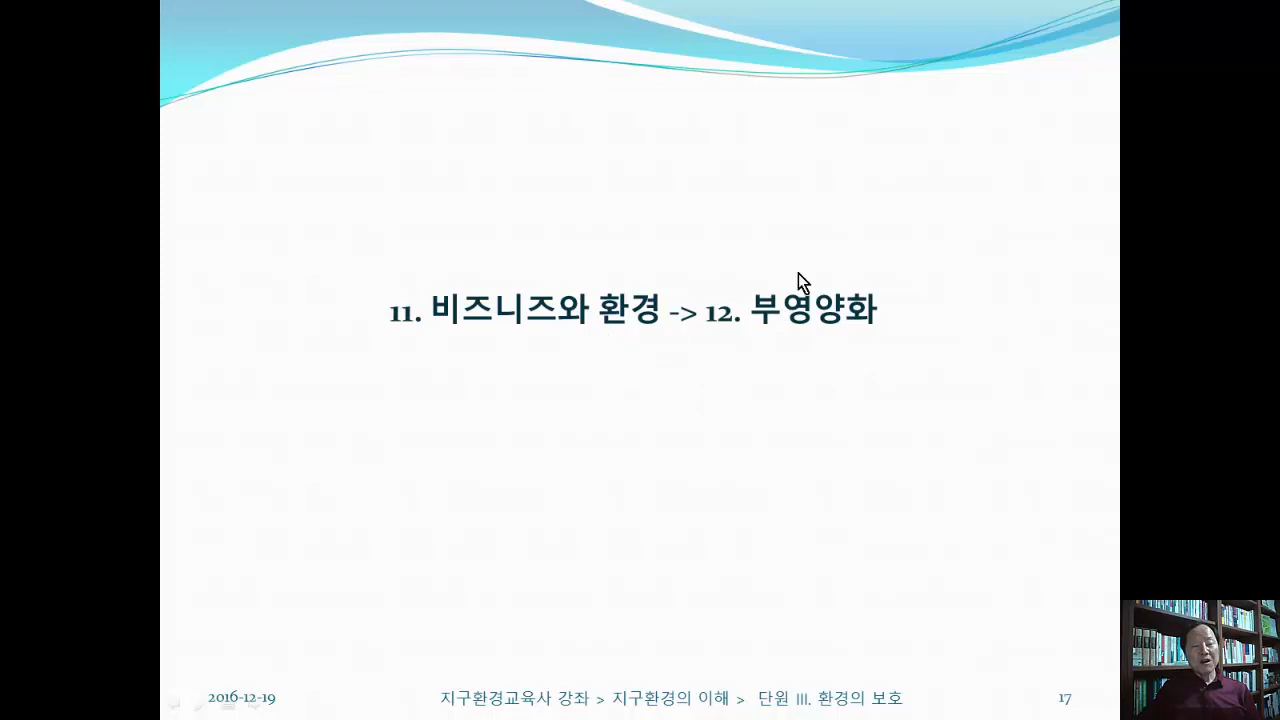 11. 비즈니즈와 환경 -> 12. 부영양화
2016-12-19
지구환경교육사 강좌 > 지구환경의 이해 > 단원 III. 환경의 보호
17